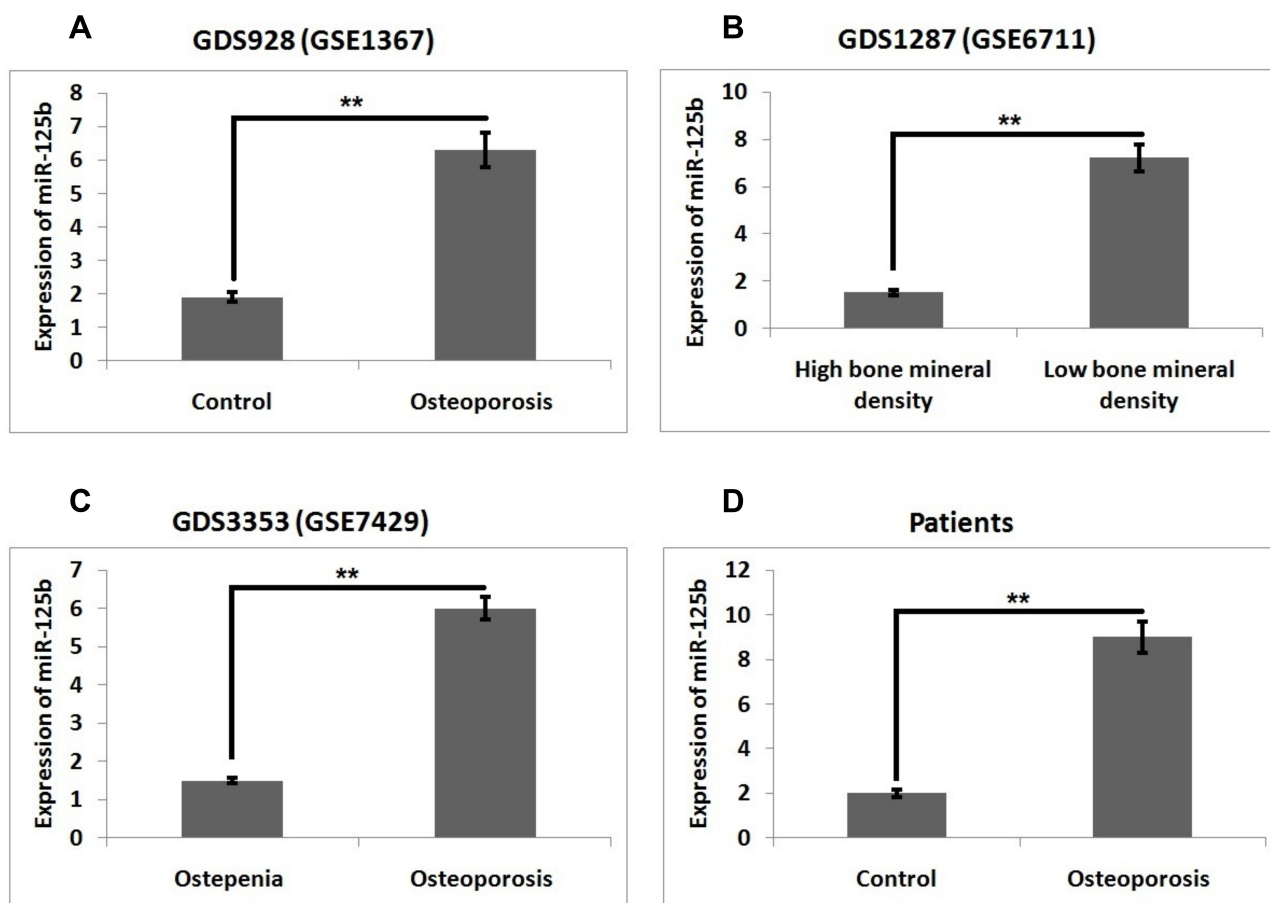 A
GDS928 (GSE1367)
Expression of miR-125b
8
7
6
5
4
3
2
1
0
**
Control
Osteoporosis
B
GDS1287 (GSE6711)
Expression of miR-125b
10
8
6
4
2
0
**
High bone mineral
density
Low bone mineral
density
C
GDS3353 (GSE7429)
Expression of miR-125b
7
6
5
4
3
2
1
0
**
Ostepenia
Osteoporosis
D
Patients
Expression of miR-125b
12
10
8
6
4
2
0
**
Control
Osteoporosis